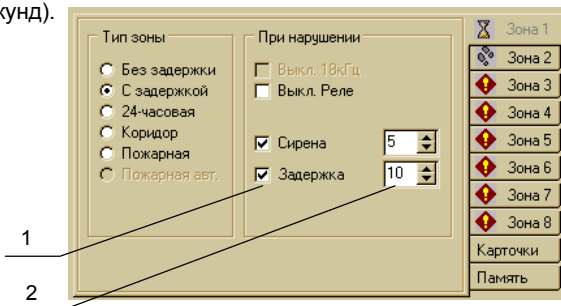 кунд).
Тип зоны
Без задержки
С задержкой
24-часовая
Коридор
Пожарная
Пожарная авт.
При нарушении
Выкл. 18кГц
Выкл. Реле
Сирена 5
Задержка 10
Зона 1
Зона 2
Зона 3
Зона 4
Зона 5
Зона 6
Зона 7
Зона 8
Карточки
Память
1
2